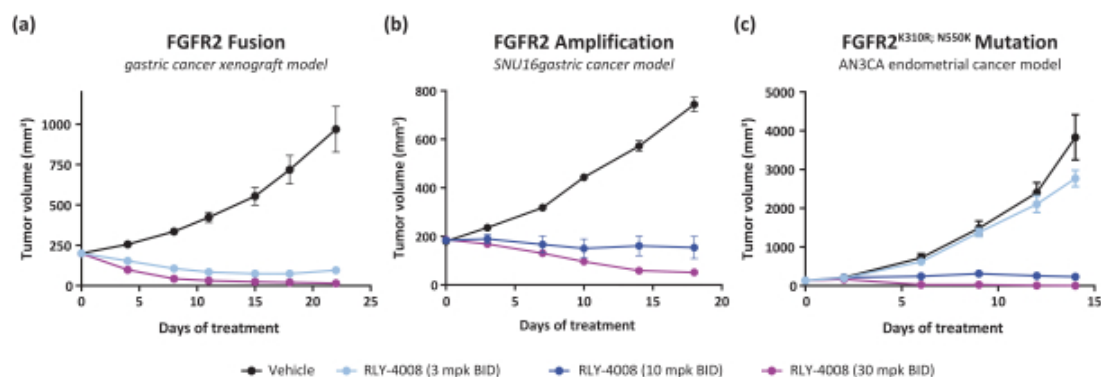 (a)
FGFR2 Fusion
gastric cancer xenograft model
Tumor volume (mm³)
1000
750
500
250
0
0 5 10 15 20 25
Days of treatment
(b)
FGFR2 Amplification
SNU16gastric cancer model
Tumor volume (mm³)
800
600
400
200
0
0 5 10 15 20
Days of treatment
(c)
FGFR2K310R; N550K Mutation
AN3CA endometrial cancer model
Tumor volume (mm³)
5000
4000
3000
2000
1000
0
0 5 10 15
Days of treatment
Vehicle RLY-4008 (3 mpk BID) RLY-4008 (10 mpk BID) RLY-4008 (30 mpk BID)